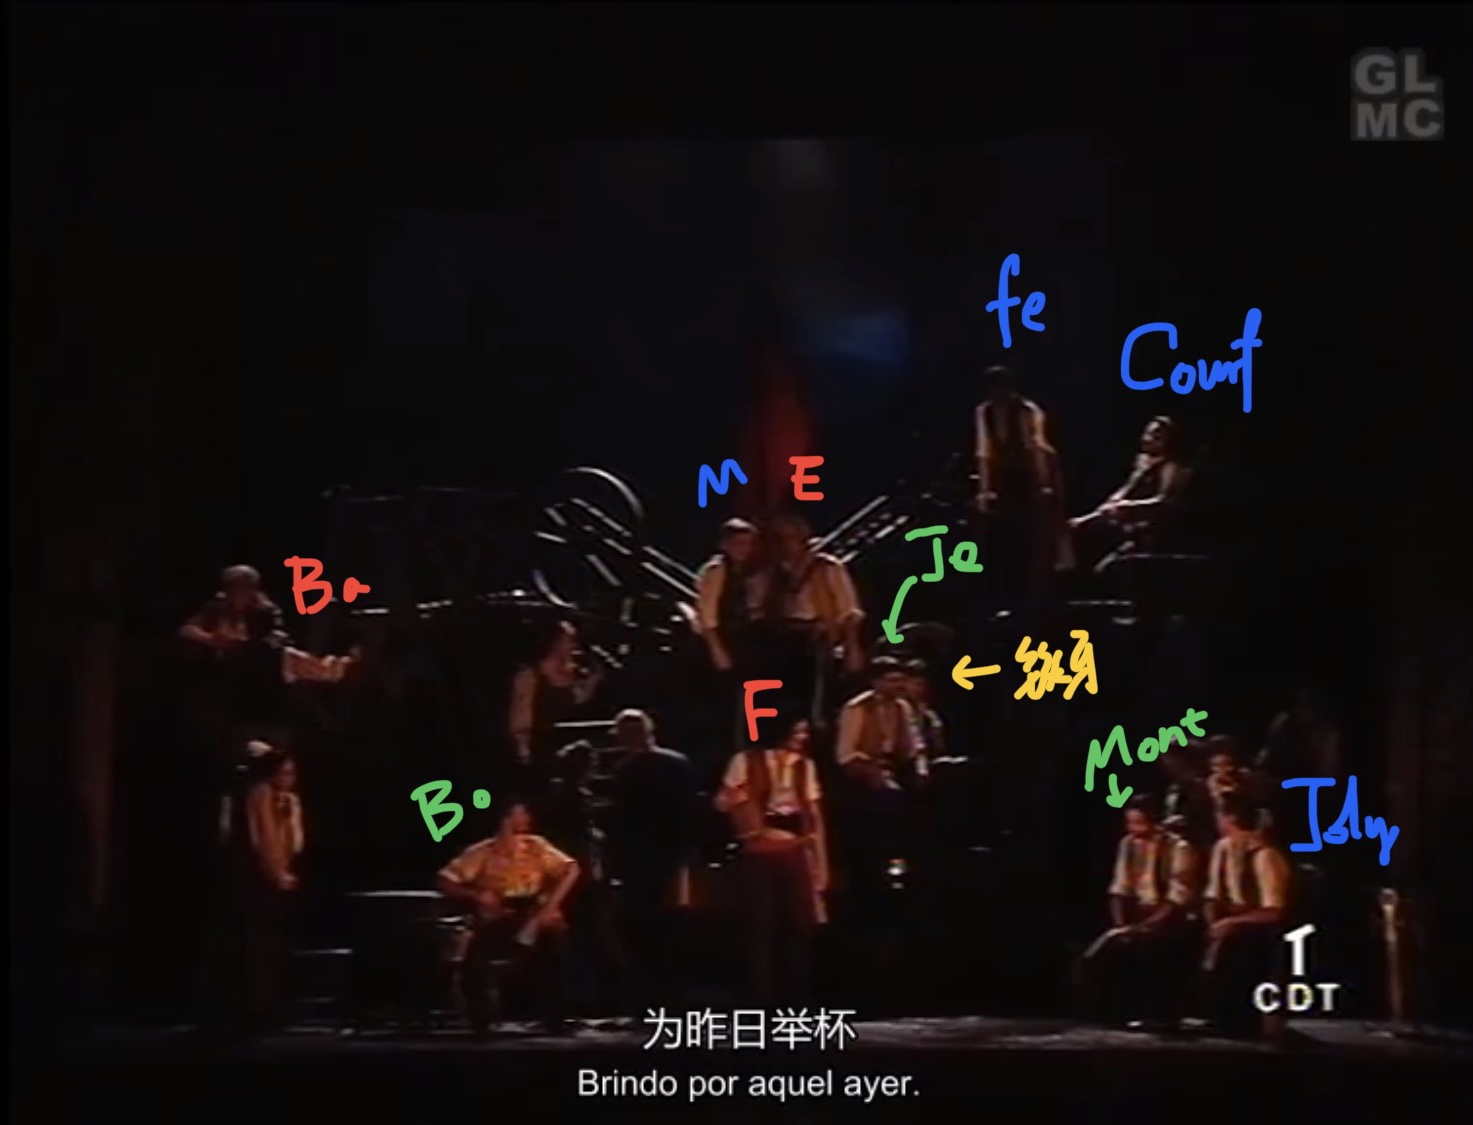 GL
MC
fe
Courf
M
E
Je
Ba
F
Mont
Bo
Joly
T
CDT
为昨日举杯
Brindo por aquel ayer.